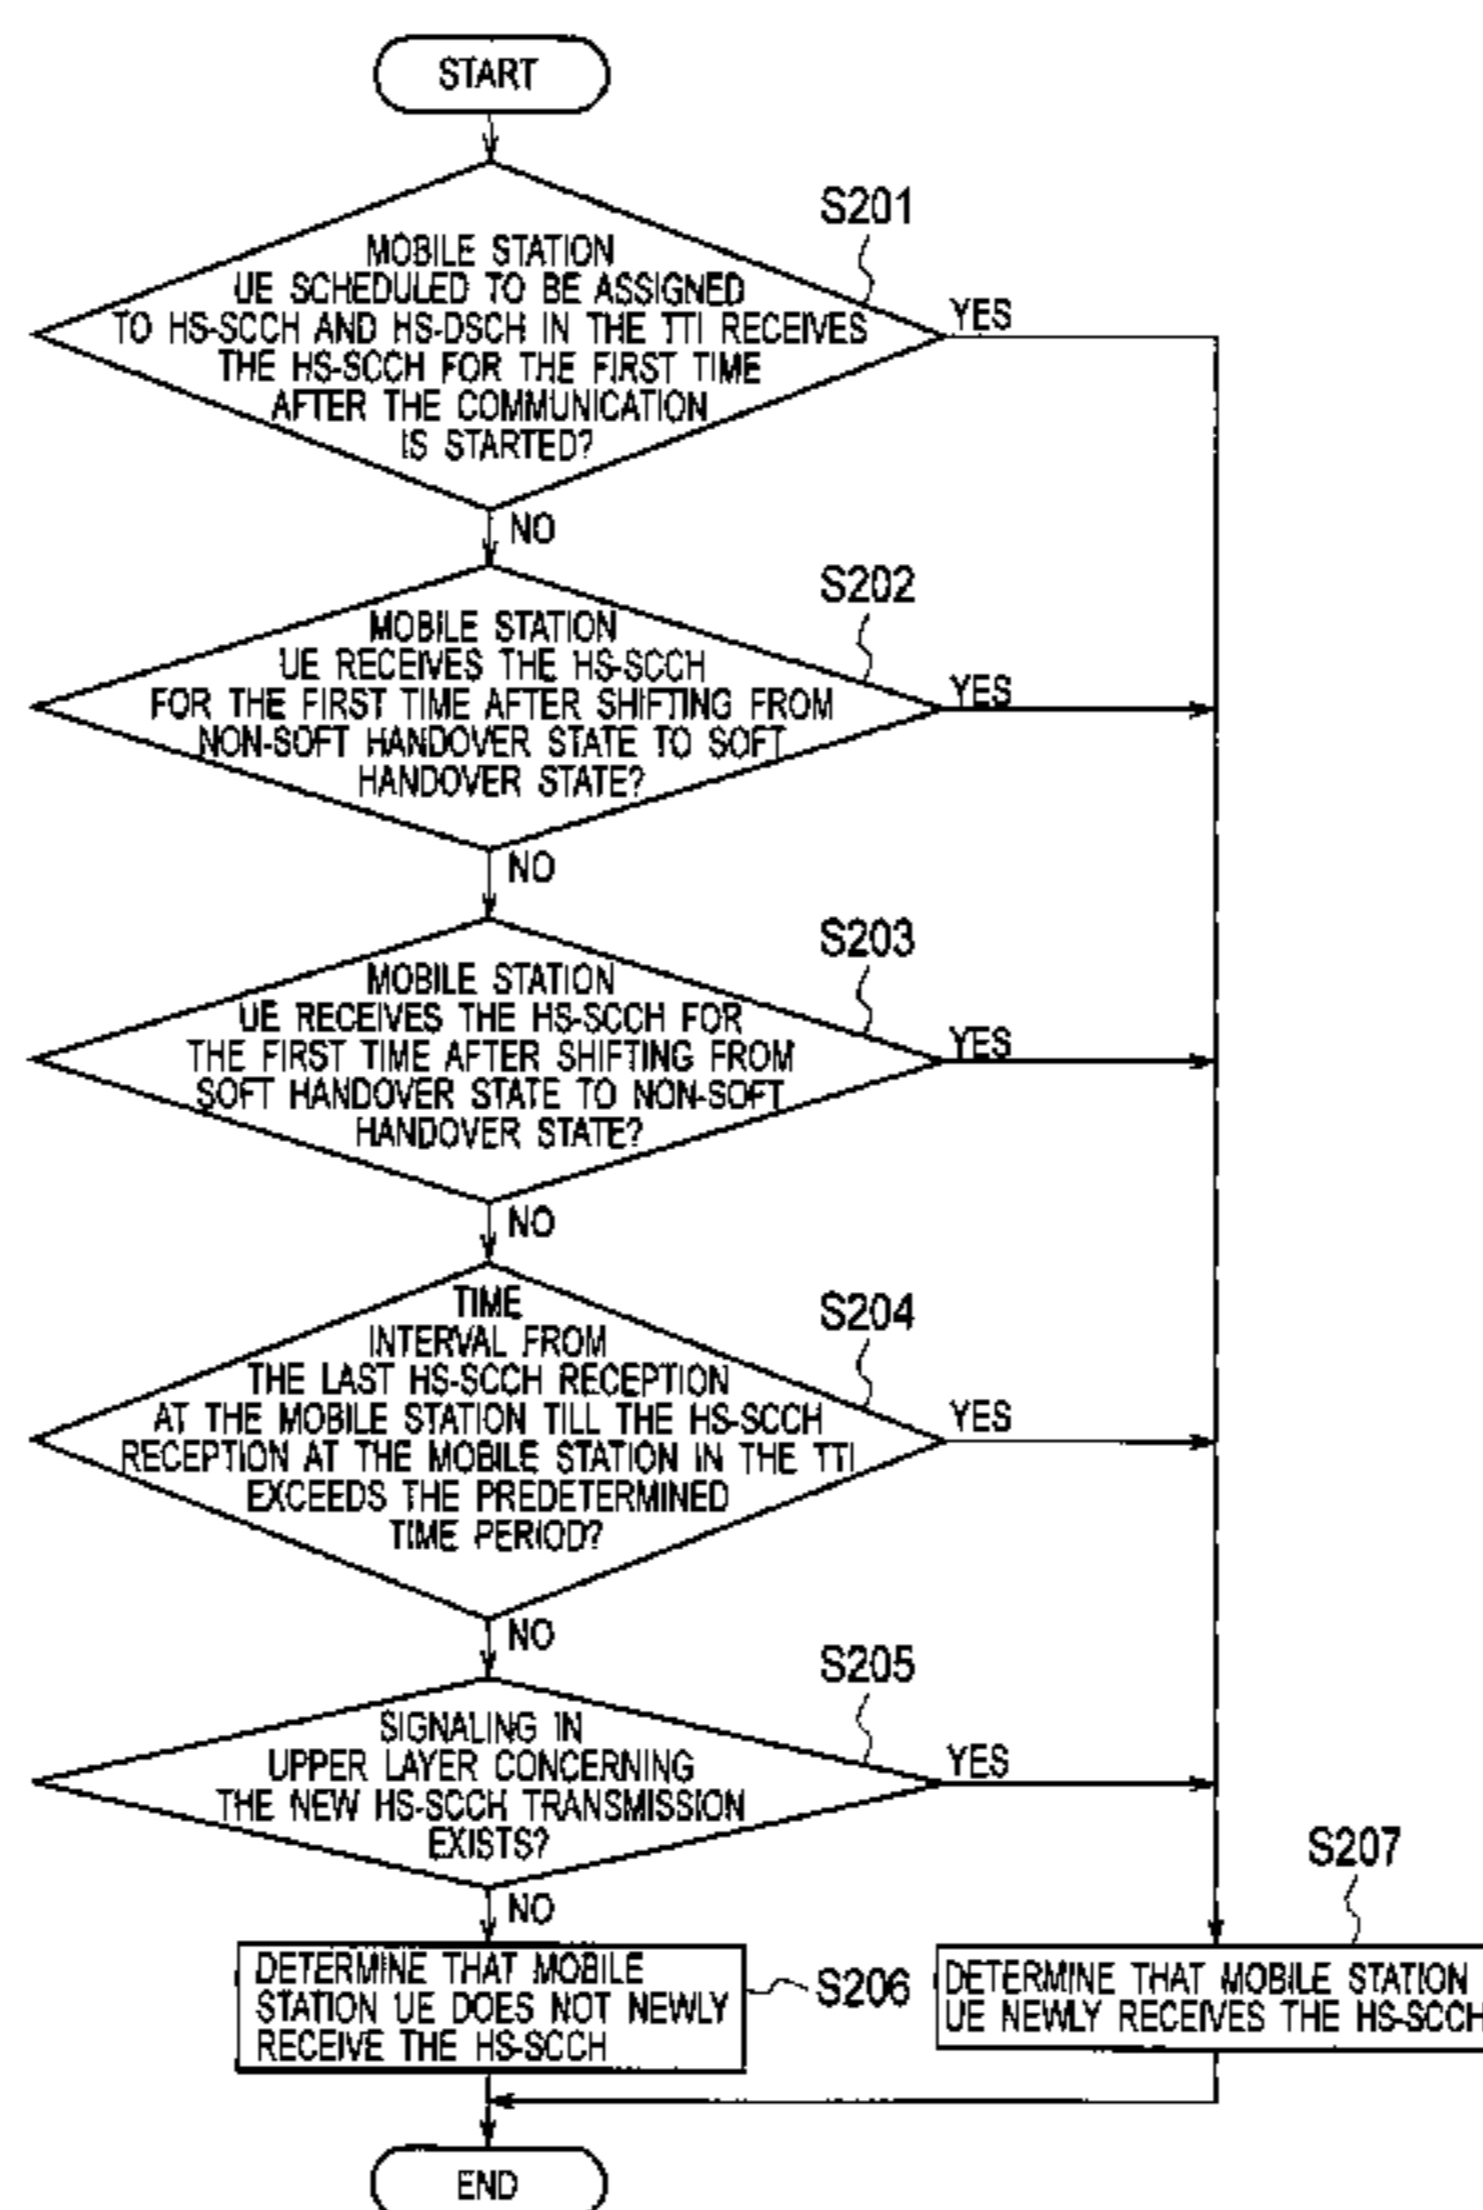 START
S201
MOBILE STATION
UE SCHEDULED TO BE ASSIGNED
TO HS-SCCH AND HS-DSCH IN THE TTI RECEIVES
THE HS-SCCH FOR THE FIRST TIME
AFTER THE COMMUNICATION
IS STARTED?
YES
NO
S202
MOBILE STATION
UE RECEIVES THE HS-SCCH
FOR THE FIRST TIME AFTER SHIFTING FROM
NON-SOFT HANDOVER STATE TO SOFT
HANDOVER STATE?
YES
NO
S203
MOBILE STATION
UE RECEIVES THE HS-SCCH FOR
THE FIRST TIME AFTER SHIFTING FROM
SOFT HANDOVER STATE TO NON-SOFT
HANDOVER STATE?
YES
NO
S204
TIME
INTERVAL FROM
THE LAST HS-SCCH RECEPTION
AT THE MOBILE STATION TILL THE HS-SCCH
RECEPTION AT THE MOBILE STATION IN THE TTI
EXCEEDS THE PREDETERMINED
TIME PERIOD?
YES
NO
S205
SIGNALING IN
UPPER LAYER CONCERNING
THE NEW HS-SCCH TRANSMISSION
EXISTS?
YES
NO
S206
DETERMINE THAT MOBILE
STATION UE DOES NOT NEWLY
RECEIVE THE HS-SCCH
S207
DETERMINE THAT MOBILE STATION
UE NEWLY RECEIVES THE HS-SCCH
END